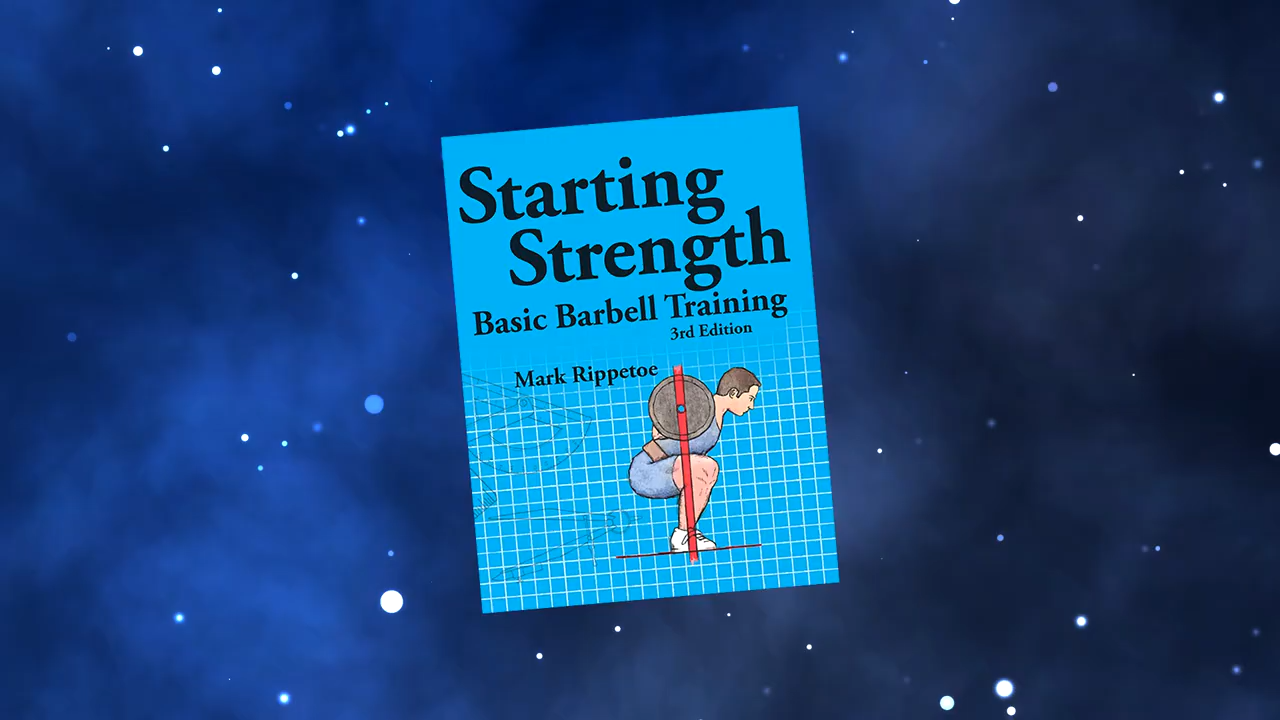 Starting
Strength
Basic Barbell Training
3rd Edition
Mark Rippetoe